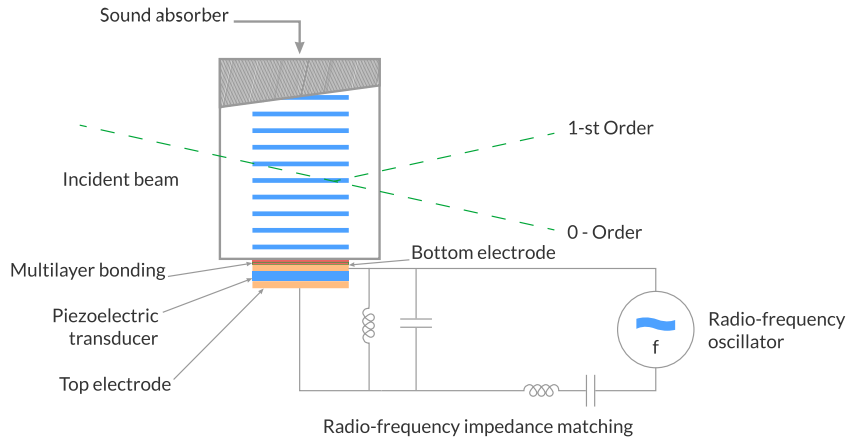 Sound absorber
1-st Order
Incident beam
0 - Order
Bottom electrode
Multilayer bonding
Piezoelectric
transducer
Radio-frequency
oscillator
f
Top electrode
Radio-frequency impedance matching